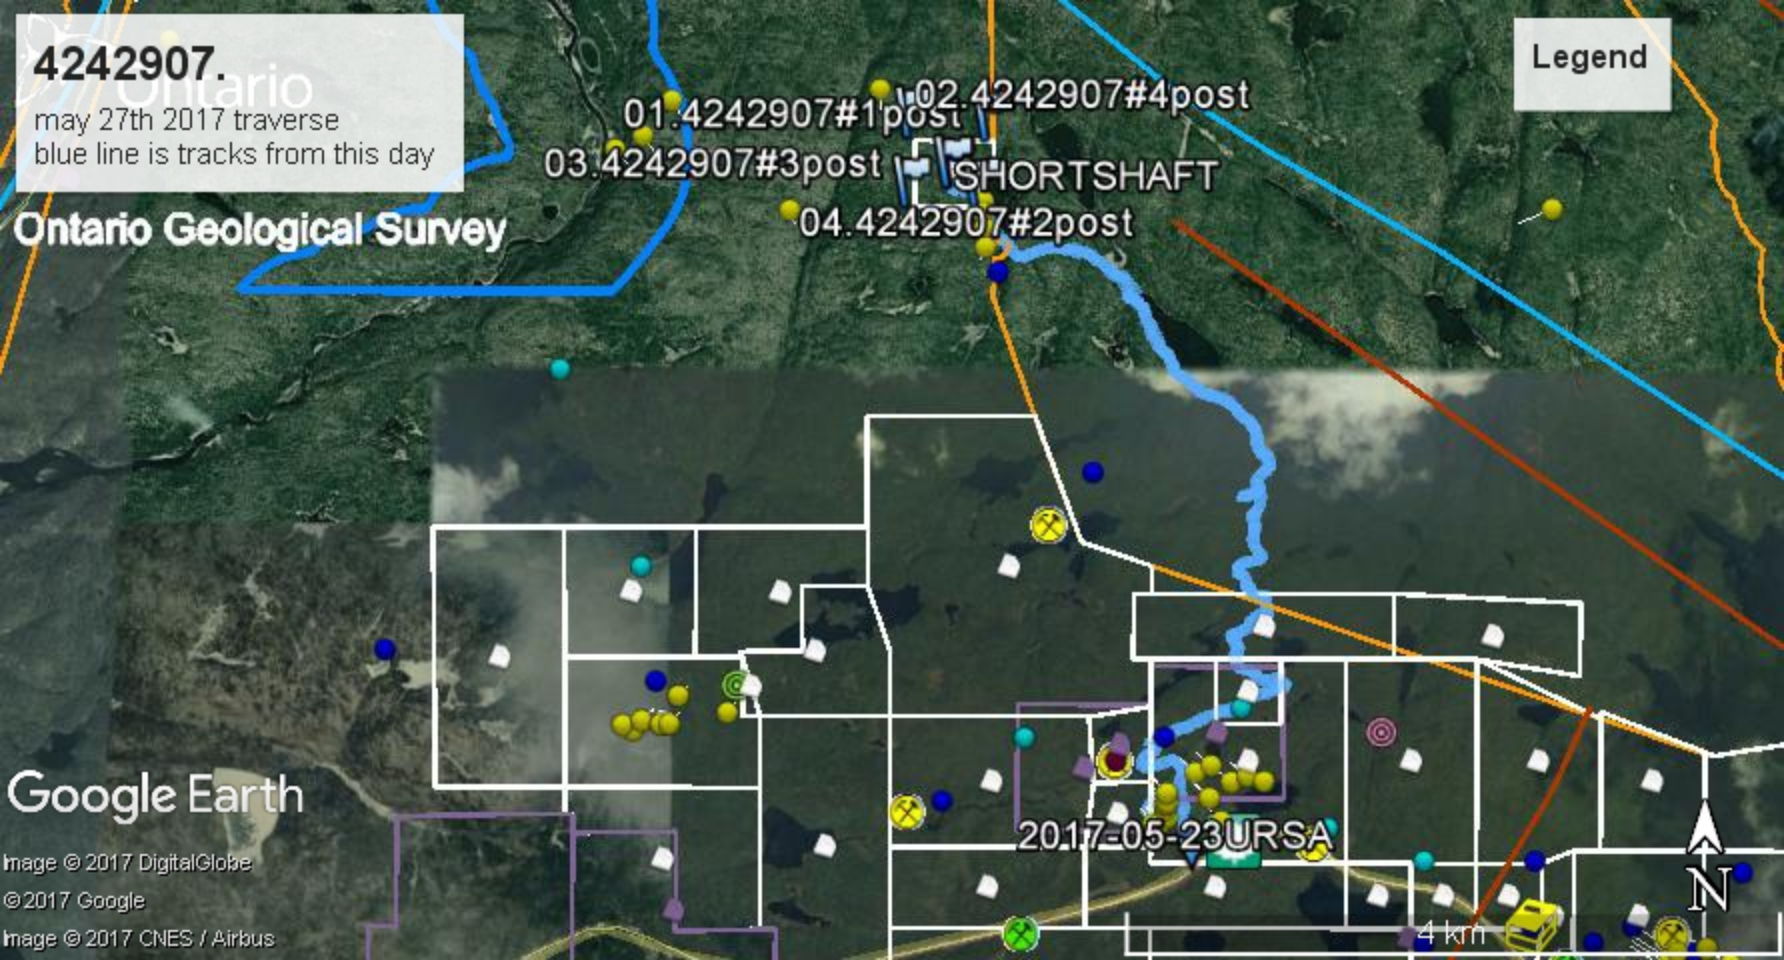 4242907.
Ontario
may 27th 2017 traverse
blue line is tracks from this day
Legend
Ontario Geological Survey
01.4242907#1post
02.4242907#4post
03.4242907#3post
SHORTSHAFT
04.4242907#2post
2017-05-23URSA
Google Earth
Image © 2017 DigitalGlobe
© 2017 Google
Image © 2017 CNES / Airbus
4 km
N